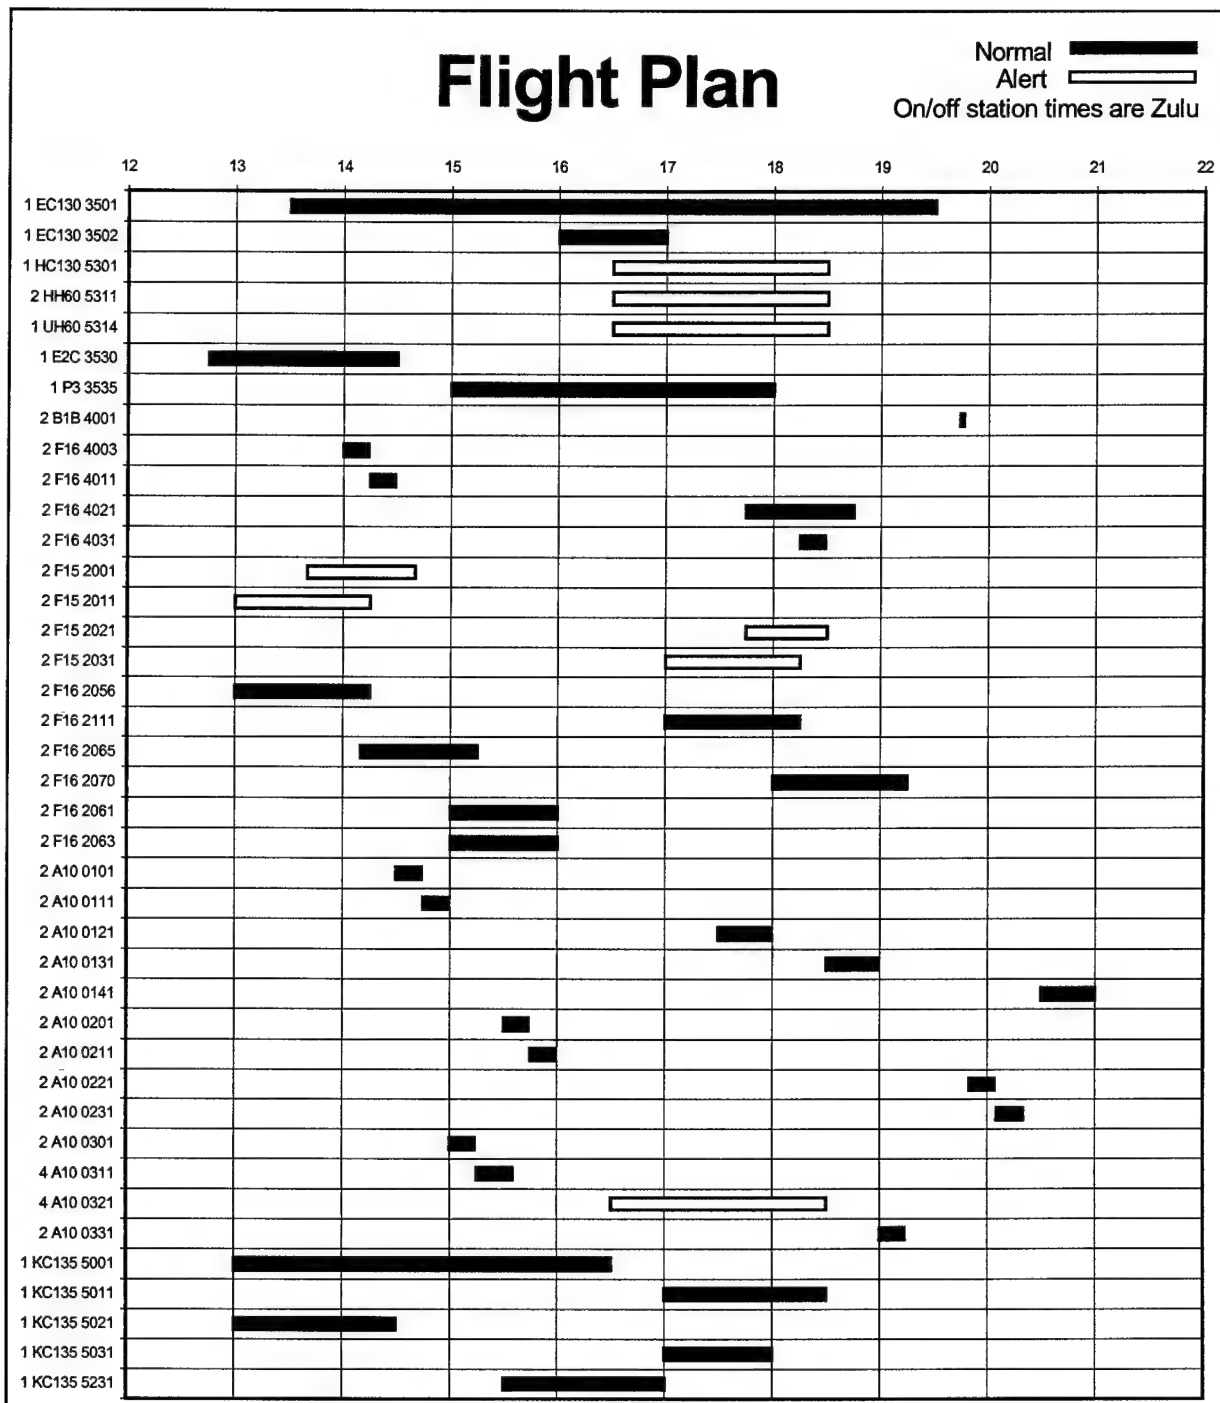 Flight Plan
Normal
Alert
On/off station times are Zulu
12 13 14 15 16 17 18 19 20 21 22
1 EC130 3501
1 EC130 3502
1 HC130 5301
2 HH60 5311
1 UH60 5314
1 E2C 3530
1 P3 3535
2 B1B 4001
2 F16 4003
2 F16 4011
2 F16 4021
2 F16 4031
2 F15 2001
2 F15 2011
2 F15 2021
2 F15 2031
2 F16 2056
2 F16 2111
2 F16 2065
2 F16 2070
2 F16 2061
2 F16 2063
2 A10 0101
2 A10 0111
2 A10 0121
2 A10 0131
2 A10 0141
2 A10 0201
2 A10 0211
2 A10 0221
2 A10 0231
2 A10 0301
4 A10 0311
4 A10 0321
2 A10 0331
1 KC135 5001
1 KC135 5011
1 KC135 5021
1 KC135 5031
1 KC135 5231